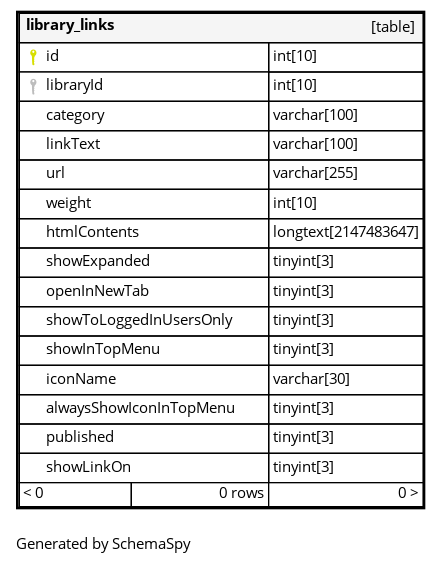 library_links [table]
id int[10]
libraryId int[10]
category varchar[100]
linkText varchar[100]
url varchar[255]
weight int[10]
htmlContents longtext[2147483647]
showExpanded tinyint[3]
openInNewTab tinyint[3]
showToLoggedInUsersOnly tinyint[3]
showInTopMenu tinyint[3]
iconName varchar[30]
alwaysShowIconInTopMenu tinyint[3]
published tinyint[3]
showLinkOn tinyint[3]
< 0 0 rows 0 >
Generated by SchemaSpy